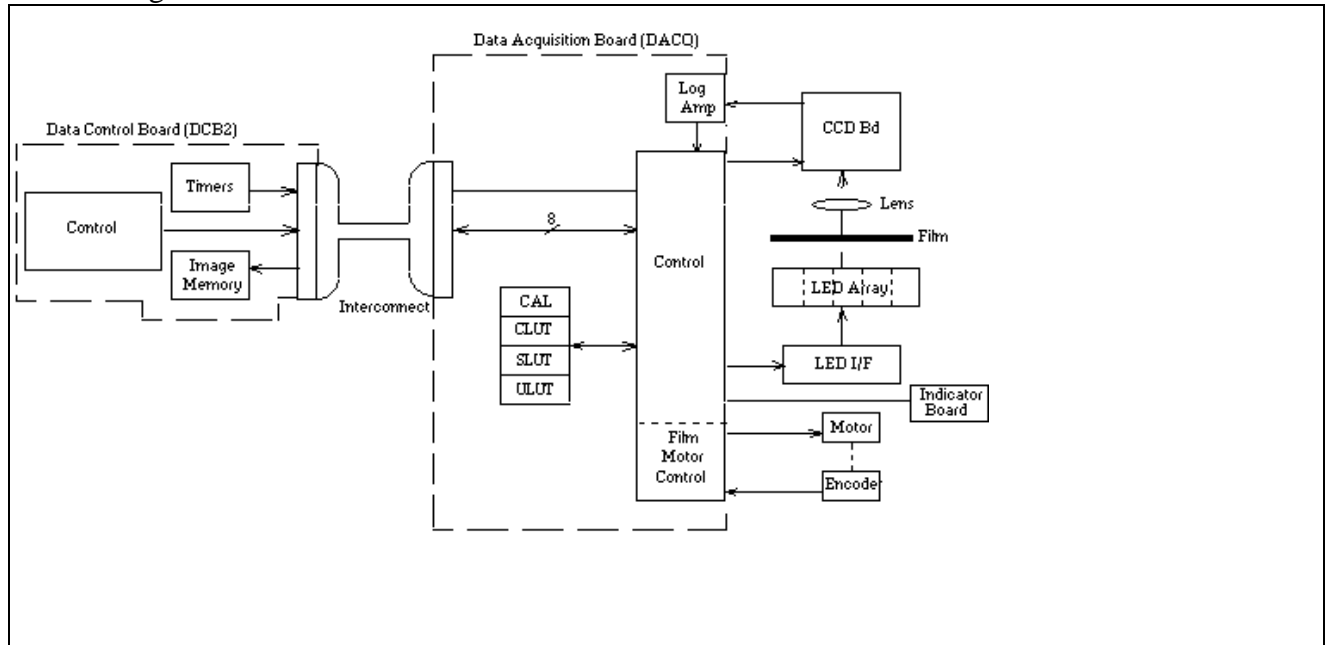 Data Acquisition Board (DACQ)
Log
Amp
CCD Bd
Data Control Board (DCB2)
Timers
Control
Image
Memory
Interconnect
8
Control
CAL
CLUT
SLUT
ULUT
Film
Motor
Control
Lens
Film
LED Array
LED I/F
Indicator
Board
Motor
Encoder